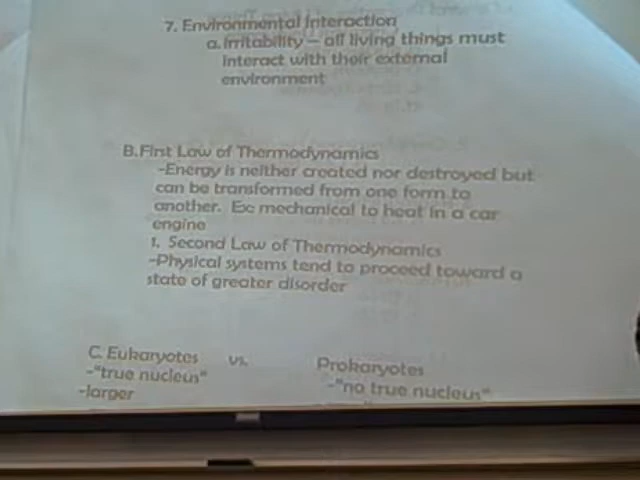 7. Environmental Interaction
a. Irritability – all living things must
interact with their external
environment
B. First Law of Thermodynamics
-Energy is neither created nor destroyed but
can be transformed from one form to
another. Ex: mechanical to heat in a car
engine
1. Second Law of Thermodynamics
-Physical systems tend to proceed toward a
state of greater disorder
C. Eukaryotes vs. Prokaryotes
-"true nucleus" -"no true nucleus"
-larger